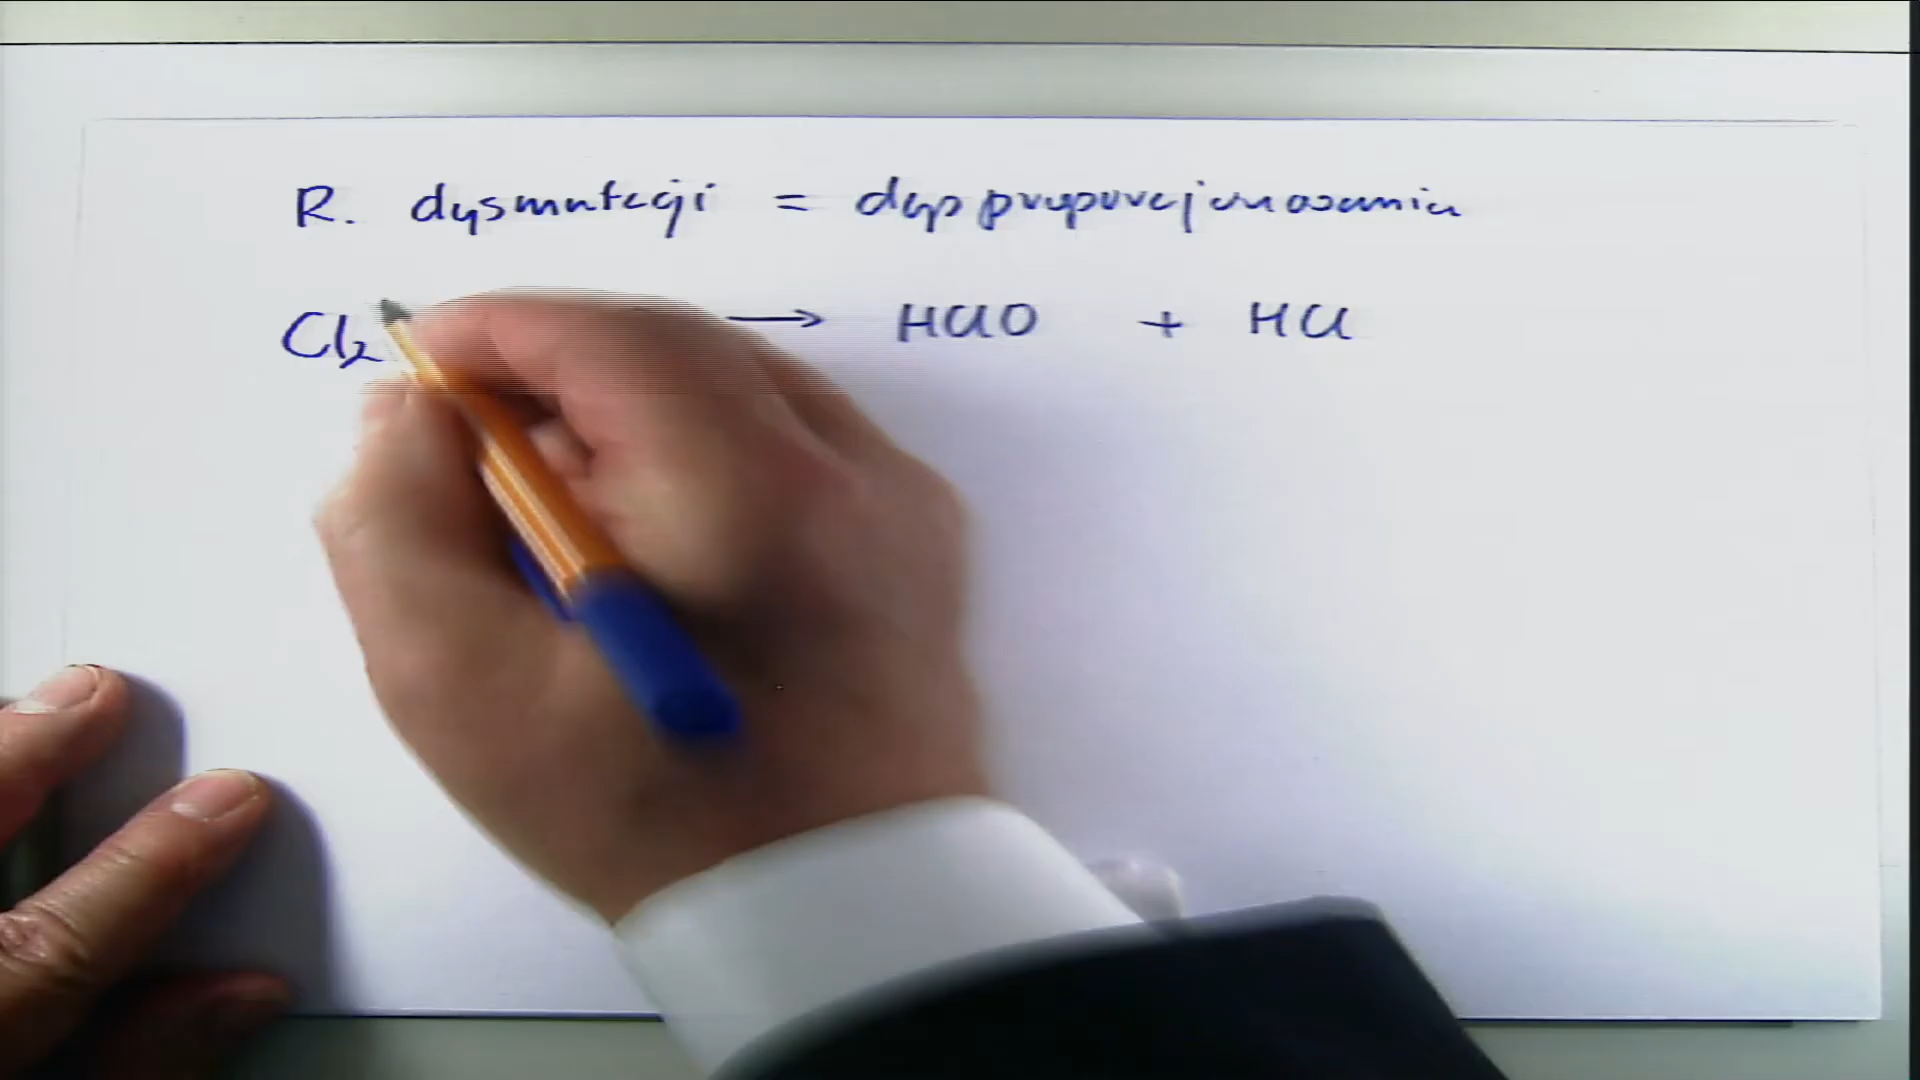 R. dysmutacji = dysproporcjonowania
Cl₂ → HClO + HCl